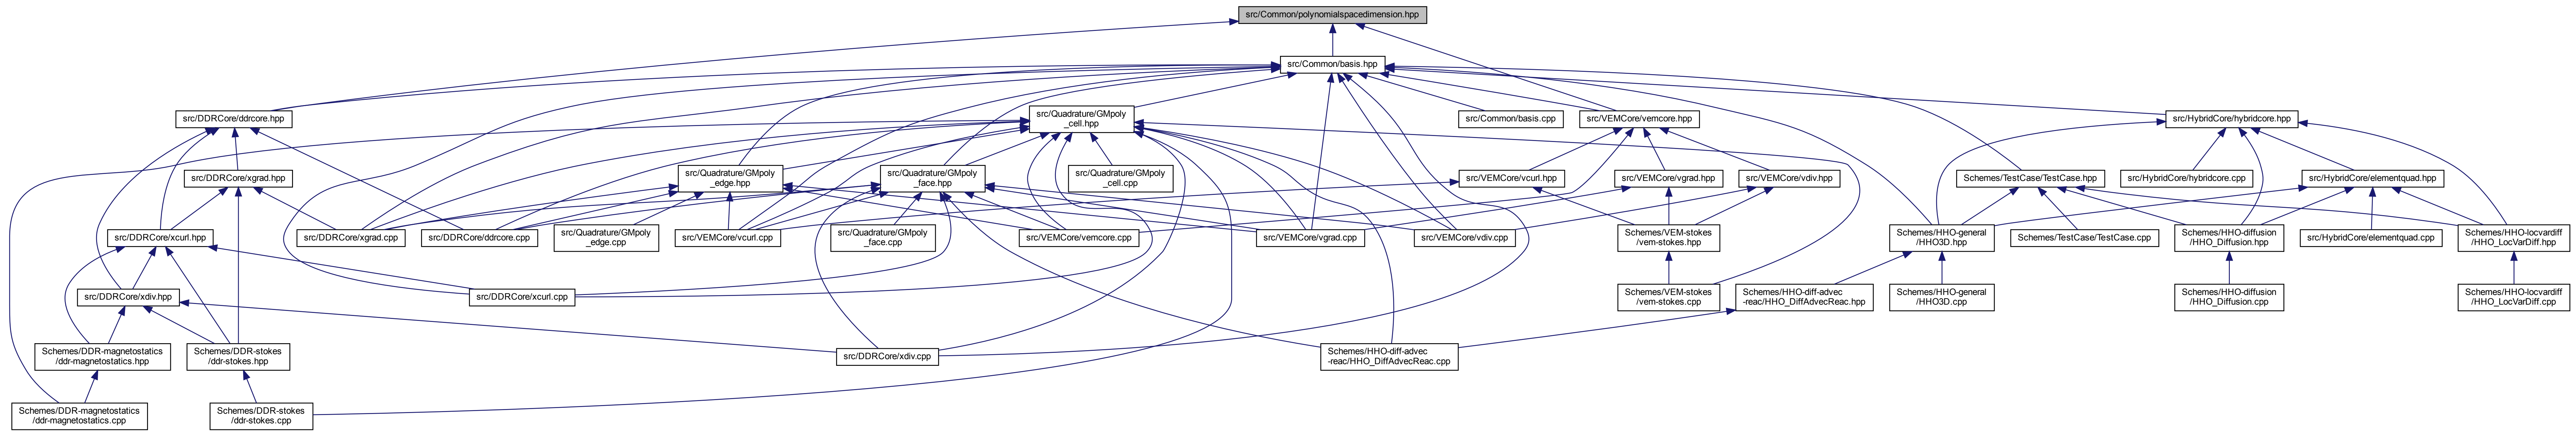 src/Common/polynomialspacedimension.hpp
src/Common/basis.hpp
src/DDRCore/ddrcore.hpp
src/Quadrature/GMpoly
_cell.hpp
src/Common/basis.cpp
src/VEMCore/vemcore.hpp
src/HybridCore/hybridcore.hpp
src/DDRCore/xgrad.hpp
src/Quadrature/GMpoly
_edge.hpp
src/Quadrature/GMpoly
_face.hpp
src/Quadrature/GMpoly
_cell.cpp
src/VEMCore/vcurl.hpp
src/VEMCore/vgrad.hpp
src/VEMCore/vdiv.hpp
Schemes/TestCase/TestCase.hpp
src/HybridCore/hybridcore.cpp
src/HybridCore/elementquad.hpp
src/DDRCore/xcurl.hpp
src/DDRCore/xgrad.cpp
src/DDRCore/ddrcore.cpp
src/Quadrature/GMpoly
_edge.cpp
src/VEMCore/vcurl.cpp
src/Quadrature/GMpoly
_face.cpp
src/VEMCore/vemcore.cpp
src/VEMCore/vgrad.cpp
src/VEMCore/vdiv.cpp
Schemes/VEM-stokes
/vem-stokes.hpp
Schemes/HHO-general
/HHO3D.hpp
Schemes/TestCase/TestCase.cpp
Schemes/HHO-diffusion
/HHO_Diffusion.hpp
src/HybridCore/elementquad.cpp
Schemes/HHO-locvardiff
/HHO_LocVarDiff.hpp
src/DDRCore/xdiv.hpp
src/DDRCore/xcurl.cpp
Schemes/VEM-stokes
/vem-stokes.cpp
Schemes/HHO-diff-advec
-reac/HHO_DiffAdvecReac.hpp
Schemes/HHO-general
/HHO3D.cpp
Schemes/HHO-diffusion
/HHO_Diffusion.cpp
Schemes/HHO-locvardiff
/HHO_LocVarDiff.cpp
Schemes/DDR-magnetostatics
/ddr-magnetostatics.hpp
Schemes/DDR-stokes
/ddr-stokes.hpp
src/DDRCore/xdiv.cpp
Schemes/HHO-diff-advec
-reac/HHO_DiffAdvecReac.cpp
Schemes/DDR-magnetostatics
/ddr-magnetostatics.cpp
Schemes/DDR-stokes
/ddr-stokes.cpp